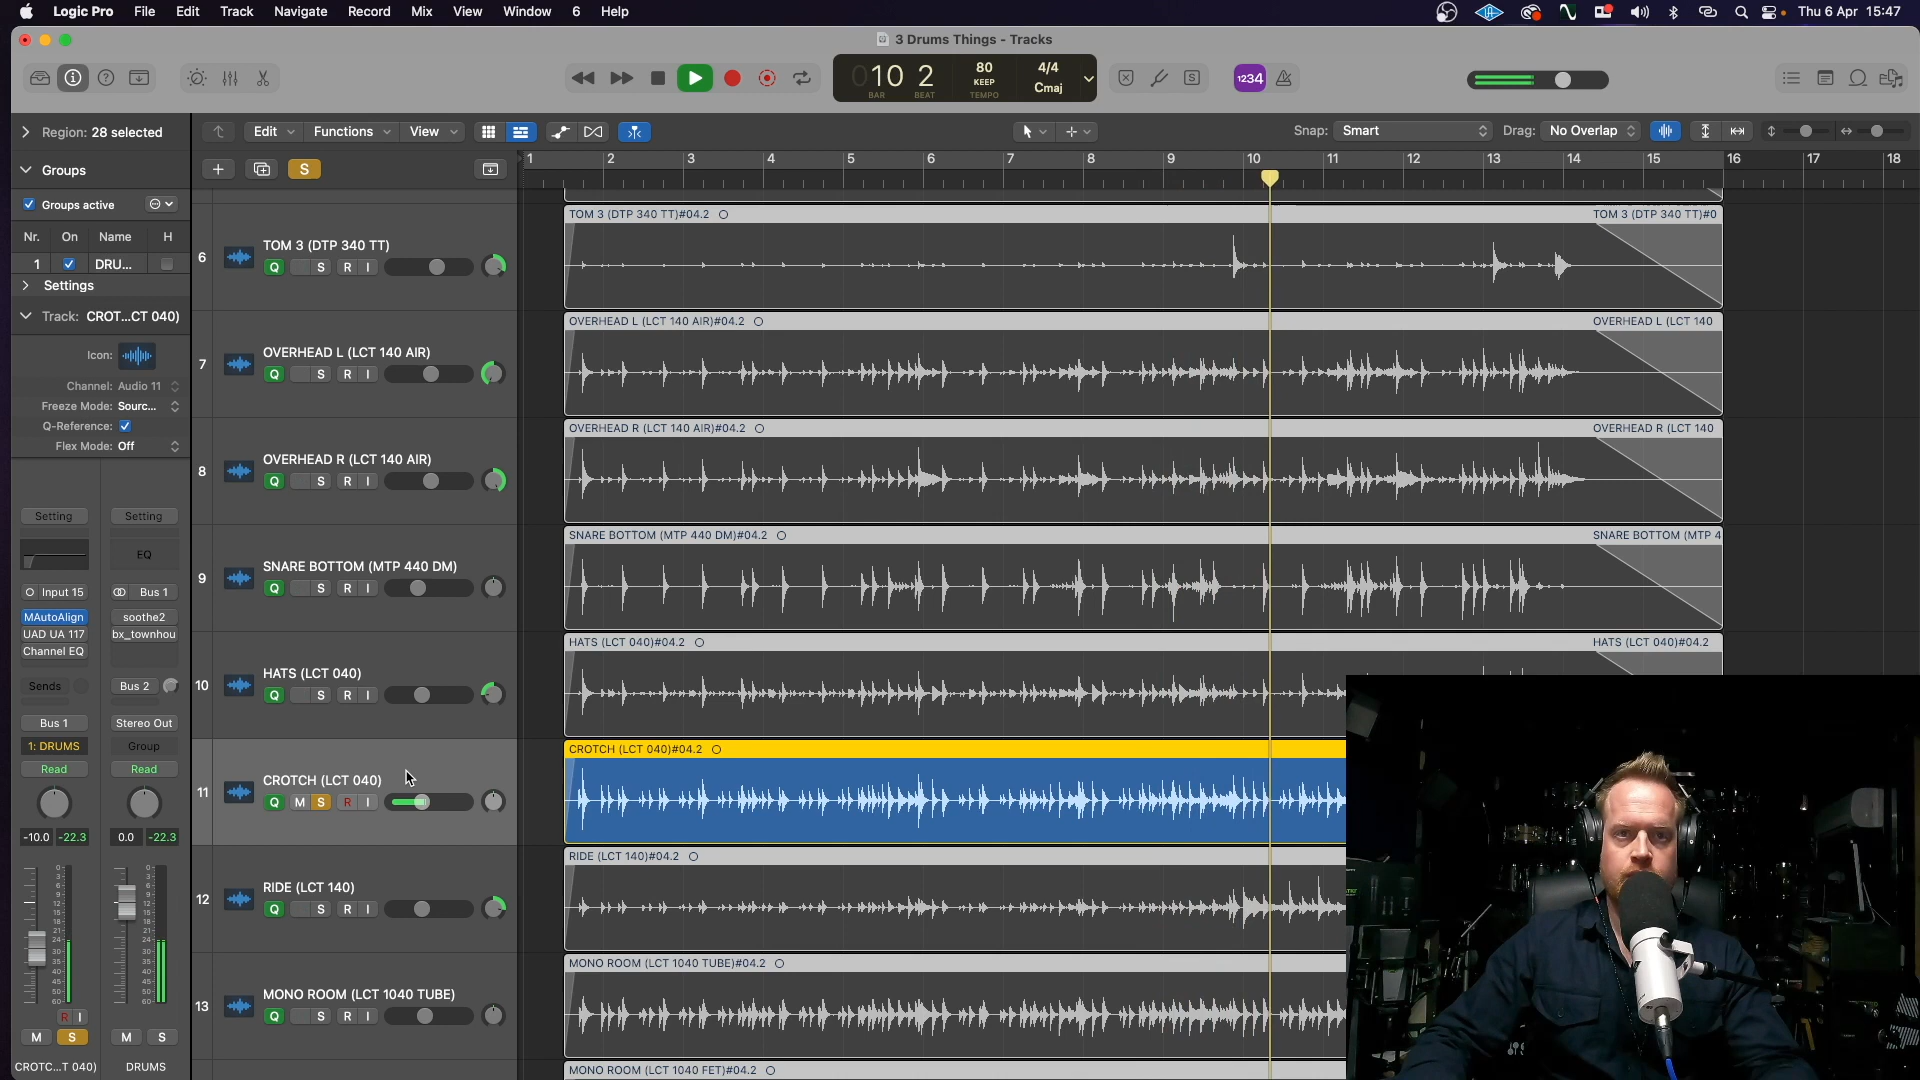 Logic Pro File Edit Track Navigate Record Mix View Window 6 Help Thu 6 Apr 15:47
3 Drums Things - Tracks
010 2 80 KEEP 4/4 Cmaj 1234
BAR BEAT TEMPO
Region: 28 selected Edit Functions View Snap: Smart Drag: No Overlap
Groups + S 1 2 3 4 5 6 7 8 9 10 11 12 13 14 15 16 17 18
Groups active
Nr. On Name H
1 DRU...
Settings
Track: CROT...CT 040)
Icon:
Channel: Audio 11
Freeze Mode: Sourc...
Q-Reference:
Flex Mode: Off
Setting Setting
EQ
Input 15 Bus 1
MAutoAlign soothe2
UAD UA 117 bx_townhou
Channel EQ
Sends Bus 2
Bus 1 Stereo Out
1: DRUMS Group
Read Read
-10.0 -22.3 0.0 -22.3
R I
M S M S
CROTC...T 040) DRUMS
6 TOM 3 (DTP 340 TT)
Q S R I
7 OVERHEAD L (LCT 140 AIR)
Q S R I
8 OVERHEAD R (LCT 140 AIR)
Q S R I
9 SNARE BOTTOM (MTP 440 DM)
Q S R I
10 HATS (LCT 040)
Q S R I
11 CROTCH (LCT 040)
Q M S R I
12 RIDE (LCT 140)
Q S R I
13 MONO ROOM (LCT 1040 TUBE)
Q S R I
TOM 3 (DTP 340 TT)#04.2 TOM 3 (DTP 340 TT)#0
OVERHEAD L (LCT 140 AIR)#04.2 OVERHEAD L (LCT 140
OVERHEAD R (LCT 140 AIR)#04.2 OVERHEAD R (LCT 140
SNARE BOTTOM (MTP 440 DM)#04.2 SNARE BOTTOM (MTP 4
HATS (LCT 040)#04.2 HATS (LCT 040)#04.2
CROTCH (LCT 040)#04.2
RIDE (LCT 140)#04.2
MONO ROOM (LCT 1040 TUBE)#04.2
MONO ROOM (LCT 1040 FET)#04.2